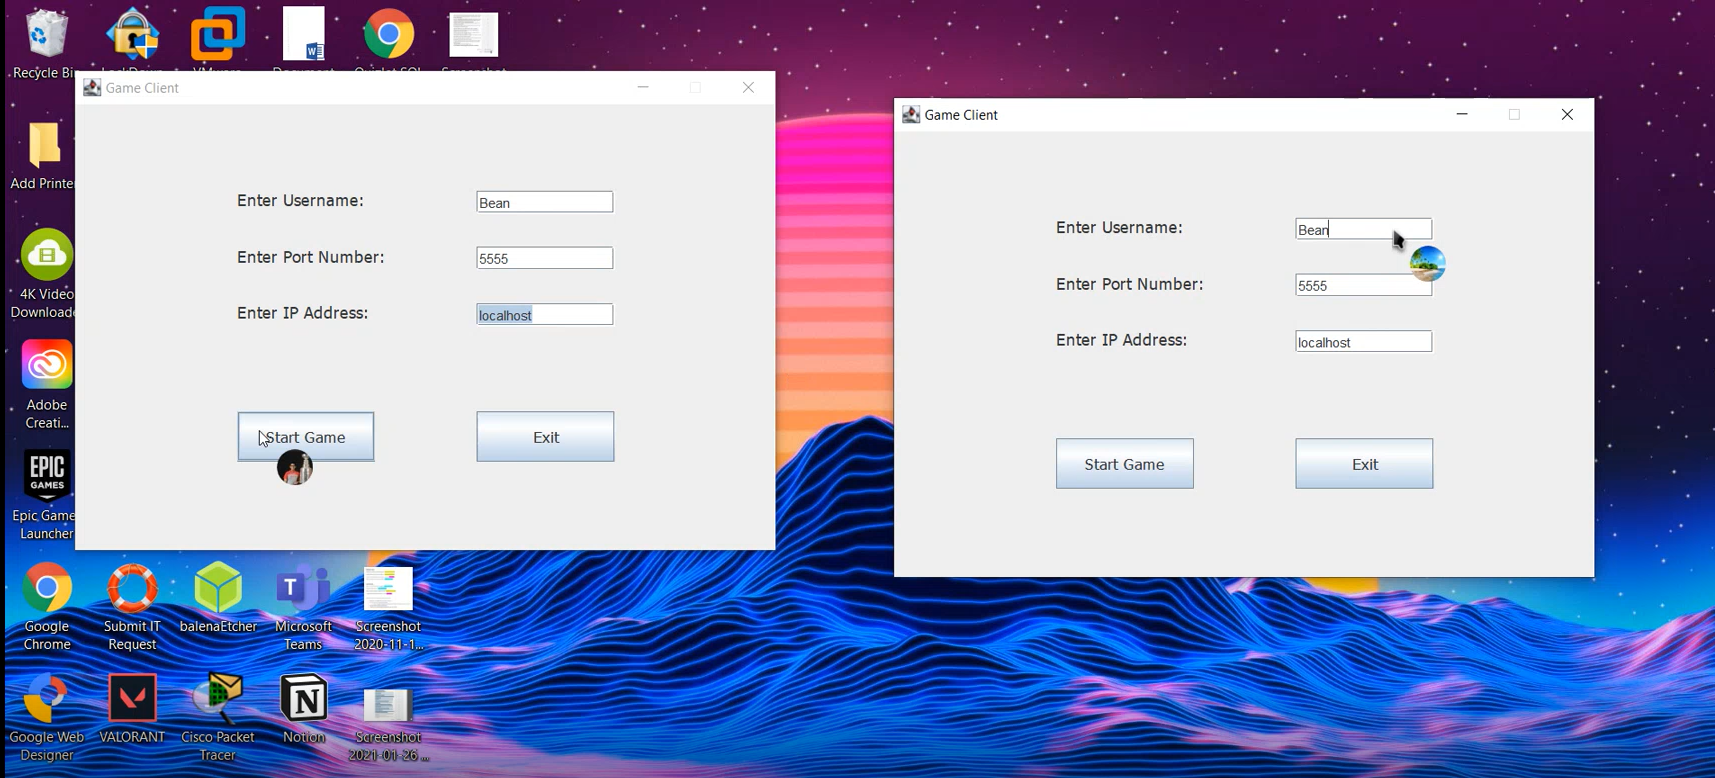 Recycle Bin
Game Client
Enter Username:
Bean
Enter Port Number:
5555
Enter IP Address:
localhost
Start Game
Exit
Game Client
Enter Username:
Bean
Enter Port Number:
5555
Enter IP Address:
localhost
Start Game
Exit
Add Printer
4K Video
Downloade
Adobe
Creati...
EPIC
GAMES
Epic Game
Launcher
Google
Chrome
Submit IT
Request
balenaEtcher
Microsoft
Teams
Screenshot
2020-11-1...
Google Web
Designer
VALORANT
Cisco Packet
Tracer
Notion
Screenshot
2021-01-26 ...